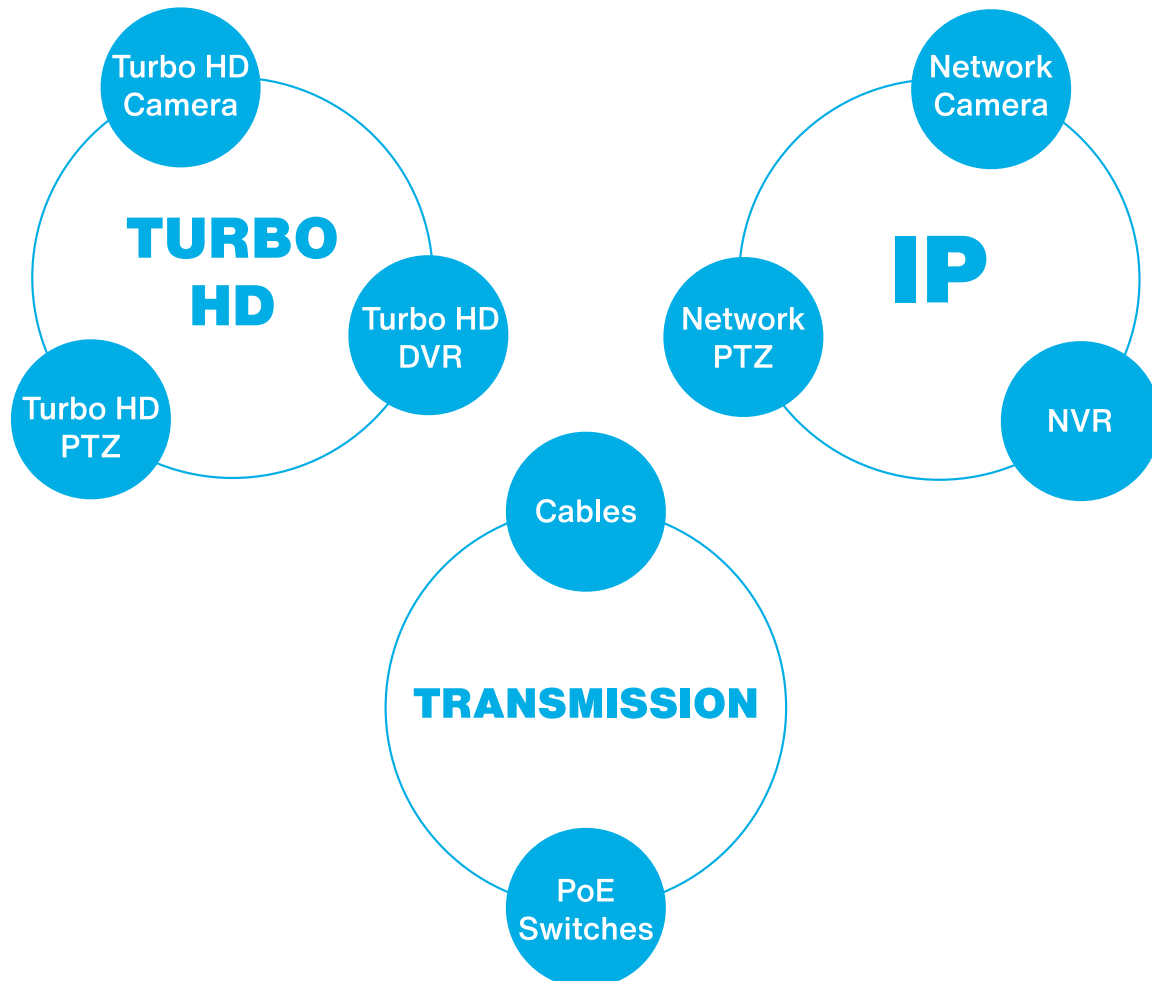 Turbo HD
Camera
TURBO
HD
Turbo HD
DVR
Turbo HD
PTZ
Network
Camera
IP
Network
PTZ
NVR
Cables
TRANSMISSION
PoE
Switches